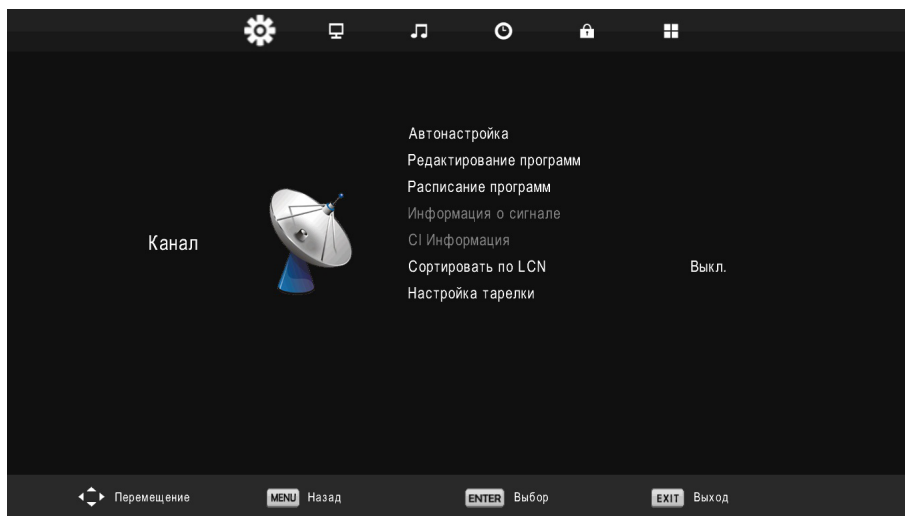 Автонастройка
Редактирование программ
Расписание программ
Информация о сигнале
Канал
CI Информация
Сортировать по LCN Выкл.
Настройка тарелки
Перемещение MENU Назад ENTER Выбор EXIT Выход